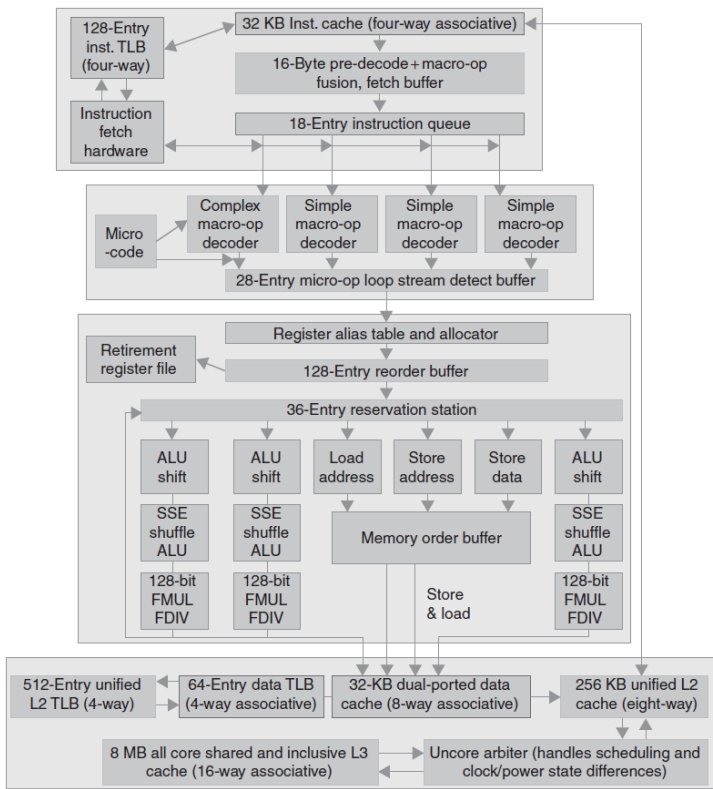 128-Entry
inst. TLB
(four-way)
32 KB Inst. cache (four-way associative)
16-Byte pre-decode+macro-op
fusion, fetch buffer
Instruction
fetch
hardware
18-Entry instruction queue
Micro
-code
Complex
macro-op
decoder
Simple
macro-op
decoder
Simple
macro-op
decoder
Simple
macro-op
decoder
28-Entry micro-op loop stream detect buffer
Register alias table and allocator
Retirement
register file
128-Entry reorder buffer
36-Entry reservation station
ALU
shift
ALU
shift
Load
address
Store
address
Store
data
ALU
shift
SSE
shuffle
ALU
SSE
shuffle
ALU
Memory order buffer
SSE
shuffle
ALU
128-bit
FMUL
FDIV
128-bit
FMUL
FDIV
Store
& load
128-bit
FMUL
FDIV
512-Entry unified
L2 TLB (4-way)
64-Entry data TLB
(4-way associative)
32-KB dual-ported data
cache (8-way associative)
256 KB unified L2
cache (eight-way)
8 MB all core shared and inclusive L3
cache (16-way associative)
Uncore arbiter (handles scheduling and
clock/power state differences)